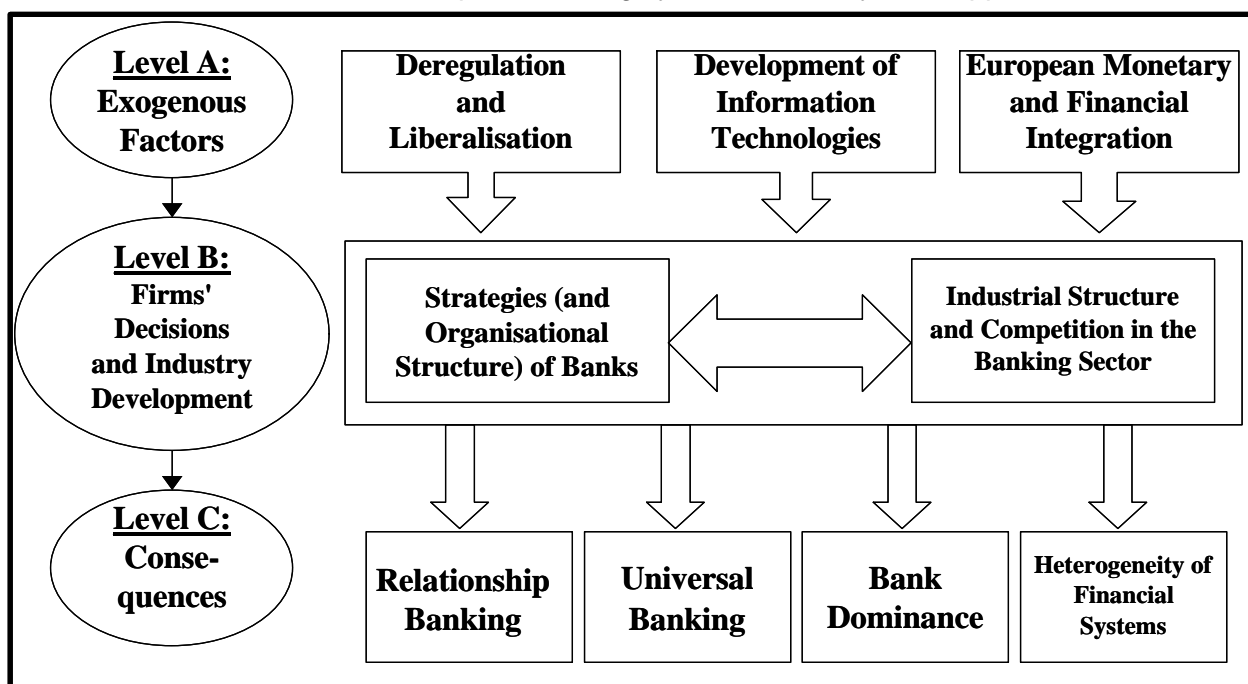 Level A:
Exogenous
Factors
Deregulation
and
Liberalisation
Development of
Information
Technologies
European Monetary
and Financial
Integration
Level B:
Firms'
Decisions
and Industry
Development
Strategies (and
Organisational
Structure) of Banks
Industrial Structure
and Competition in the
Banking Sector
Level C:
Conse-
quences
Relationship
Banking
Universal
Banking
Bank
Dominance
Heterogeneity of
Financial
Systems